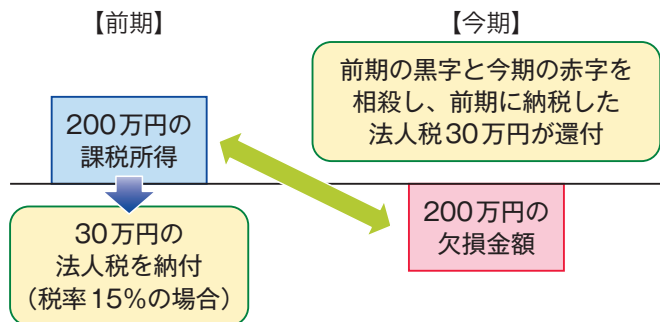 【前期】
200万円の
課税所得
30万円の
法人税を納付
（税率15%の場合）
【今期】
前期の黒字と今期の赤字を
相殺し、前期に納税した
法人税30万円が還付
200万円の
欠損金額